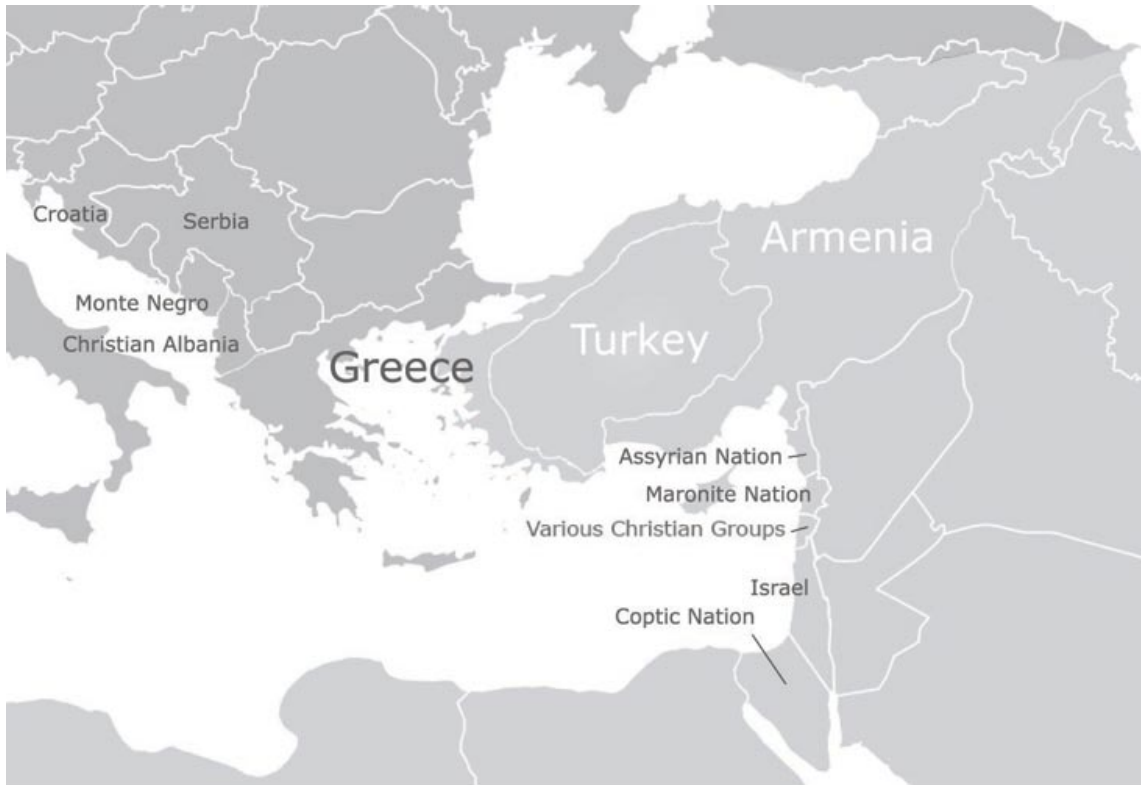 Croatia
Serbia
Armenia
Monte Negro
Turkey
Christian Albania
Greece
Assyrian Nation
Maronite Nation
Various Christian Groups
Israel
Coptic Nation